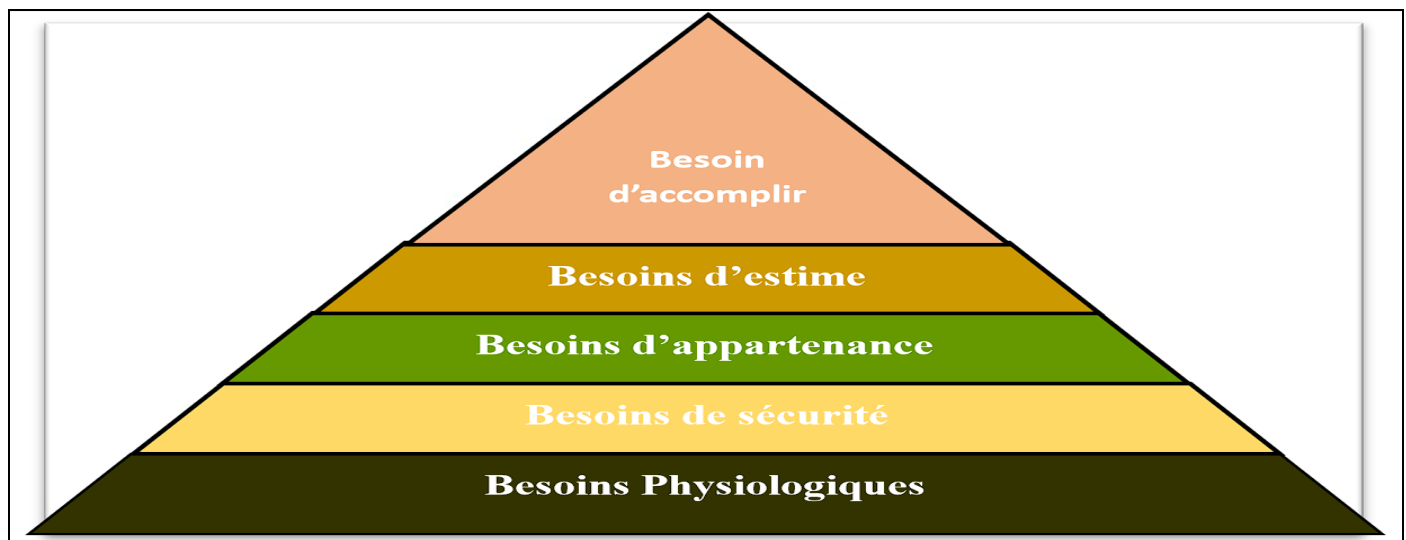 Besoin
d’accomplir
Besoins d’estime
Besoins d’appartenance
Besoins de sécurité
Besoins Physiologiques